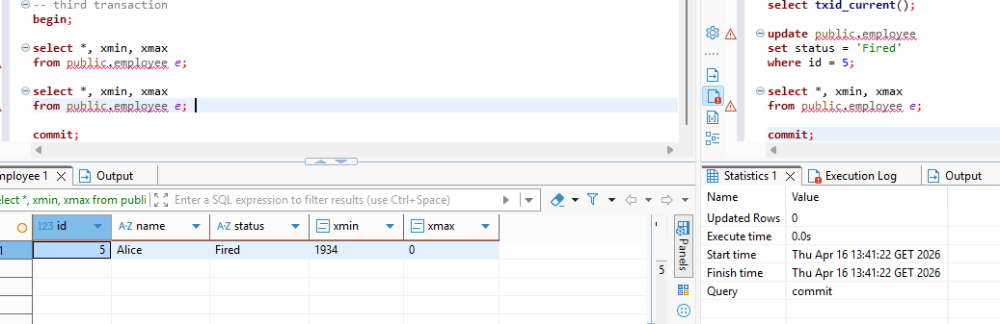 -- third transaction
begin;
select *, xmin, xmax
from public.employee e;
select *, xmin, xmax
from public.employee e;
commit;
select txid_current();
update public.employee
set status = 'Fired'
where id = 5;
select *, xmin, xmax
from public.employee e;
commit;
mployee 1 X Output
elect *, xmin, xmax from publi Enter a SQL expression to filter results (use Ctrl+Space)
123 id A-Z name A-Z status xmin xmax
1 5 Alice Fired 1934 0
Panels
5
Statistics 1 X Execution Log Output
Name Value
Updated Rows 0
Execute time 0.0s
Start time Thu Apr 16 13:41:22 GET 2026
Finish time Thu Apr 16 13:41:22 GET 2026
Query commit